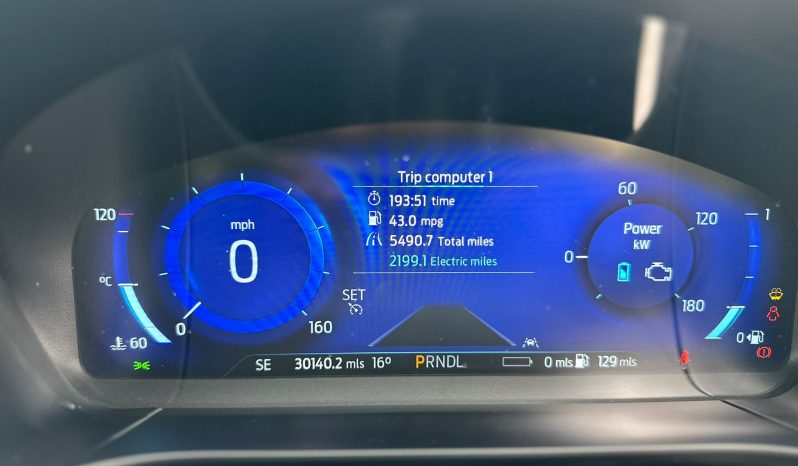 Trip computer 1
193:51 time
43.0 mpg
5490.7 Total miles
2199.1 Electric miles
120
°C
60
mph
0
0
160
SET
60
0
120
180
Power
kW
1
0
SE 30140.2 mls 16° PRNDL 0 mls 129 mls